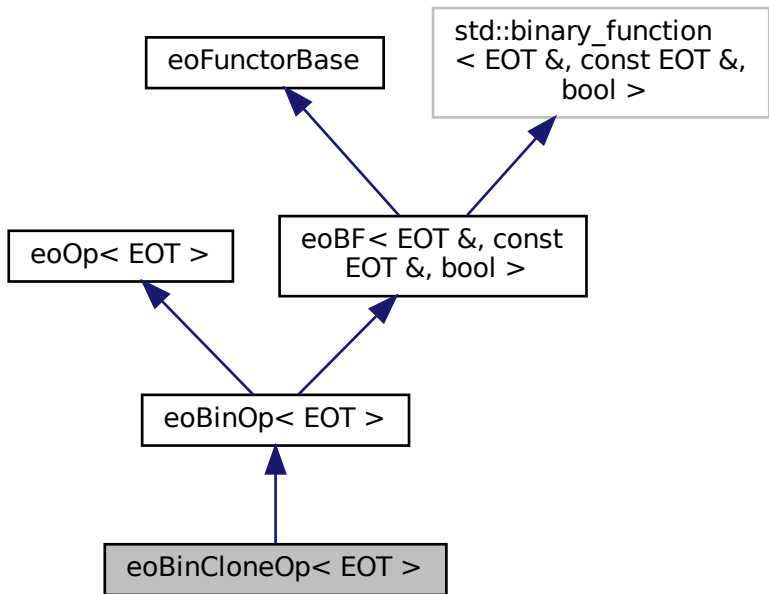 eoFunctorBase
std::binary_function
< EOT &, const EOT &,
bool >
eoOp< EOT >
eoBF< EOT &, const
EOT &, bool >
eoBinOp< EOT >
eoBinCloneOp< EOT >